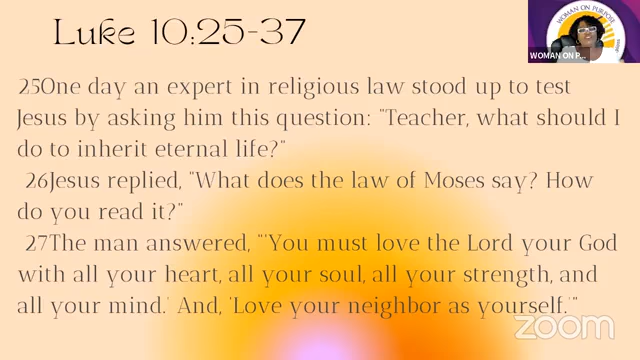 Luke 10:25-37
WOMAN ON PURPOSE
WOMAN ON P...
25One day an expert in religious law stood up to test
Jesus by asking him this question: "Teacher, what should I
do to inherit eternal life?"
26Jesus replied, "What does the law of Moses say? How
do you read it?"
27The man answered, "'You must love the Lord your God
with all your heart, all your soul, all your strength, and
all your mind.' And, 'Love your neighbor as yourself.'"
zoom